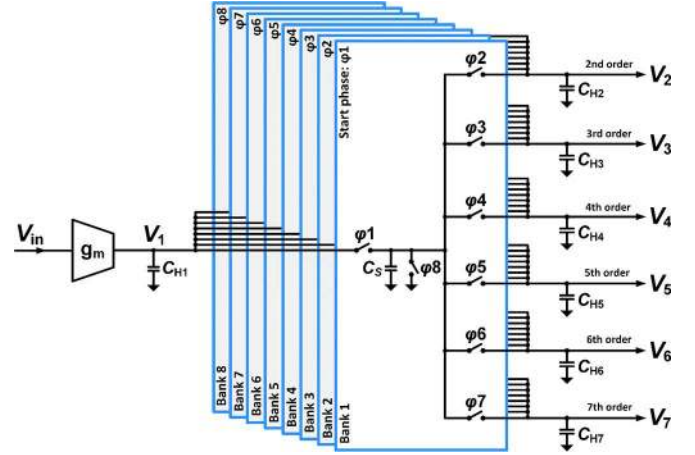 φ8
φ7
φ6
φ5
φ4
φ3
φ2
Start phase: φ1
Bank 8
Bank 7
Bank 6
Bank 5
Bank 4
Bank 3
Bank 2
Bank 1
Vin
gm
V1
CH1
φ1
CS
φ8
φ2
2nd order
V2
CH2
φ3
3rd order
V3
CH3
φ4
4th order
V4
CH4
φ5
5th order
V5
CH5
φ6
6th order
V6
CH6
φ7
7th order
V7
CH7